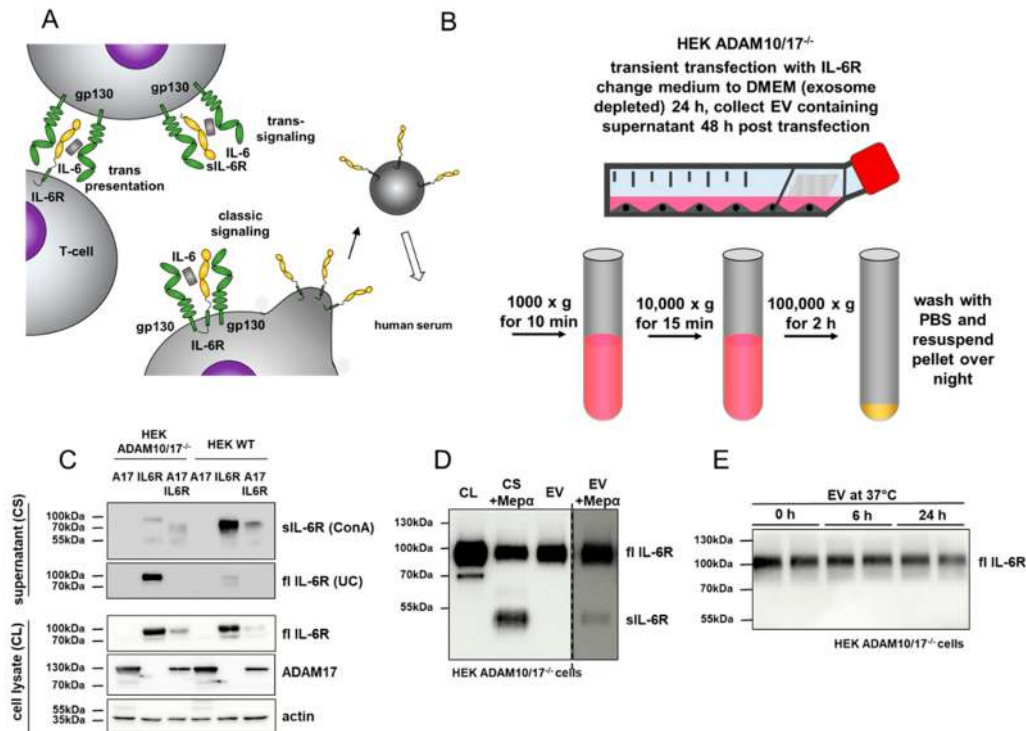 A
gp130
gp130
trans-
signaling
IL-6
sIL-6R
IL-6
trans
presentation
IL-6R
T-cell
classic
signaling
IL-6
gp130
gp130
IL-6R
human serum
B
HEK ADAM10/17-/-
transient transfection with IL-6R
change medium to DMEM (exosome
depleted) 24 h, collect EV containing
supernatant 48 h post transfection
1000 x g
for 10 min
10,000 x g
for 15 min
100,000 x g
for 2 h
wash with
PBS and
resuspend
pellet over
night
C
HEK
ADAM10/17-/-
HEK WT
A17 IL6R A17 IL6R A17 IL6R A17 IL6R
supernatant (CS)
100kDa
70kDa
55kDa
sIL-6R (ConA)
100kDa
70kDa
fl IL-6R (UC)
cell lysate (CL)
100kDa
70kDa
fl IL-6R
130kDa
70kDa
ADAM17
55kDa
35kDa
actin
D
CL
CS
+Mepα
EV
EV
+Mepα
130kDa
100kDa
70kDa
55kDa
fl IL-6R
sIL-6R
HEK ADAM10/17-/- cells
E
EV at 37°C
0 h 6 h 24 h
130kDa
100kDa
70kDa
55kDa
fl IL-6R
HEK ADAM10/17-/- cells